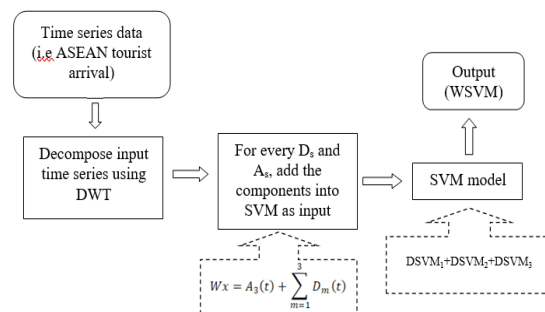 Time series data
(i.e ASEAN tourist
arrival)
Decompose input
time series using
DWT
For every Dₛ and
Aₛ, add the
components into
SVM as input
Wx = A₃(t) + ∑³ₘ₌₁ Dₘ(t)
Output
(WSVM)
SVM model
DSVM₁+DSVM₂+DSVM₃